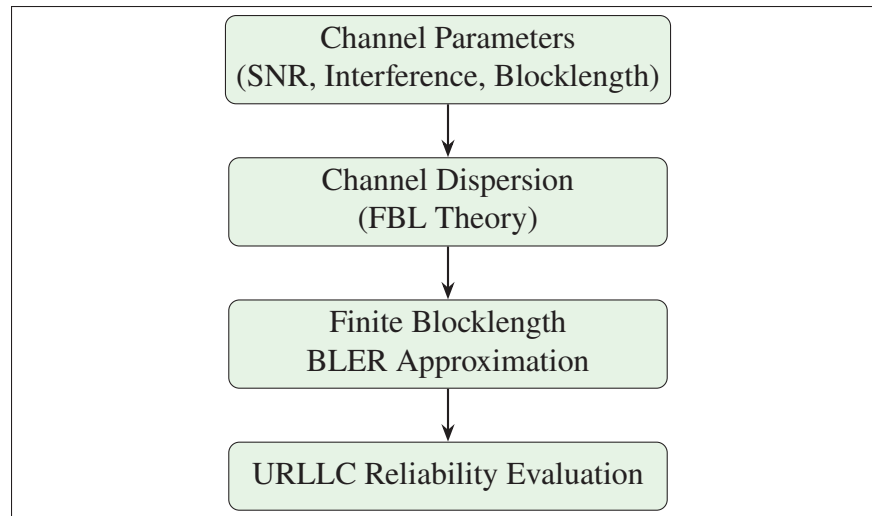 Channel Parameters
(SNR, Interference, Blocklength)
Channel Dispersion
(FBL Theory)
Finite Blocklength
BLER Approximation
URLLC Reliability Evaluation